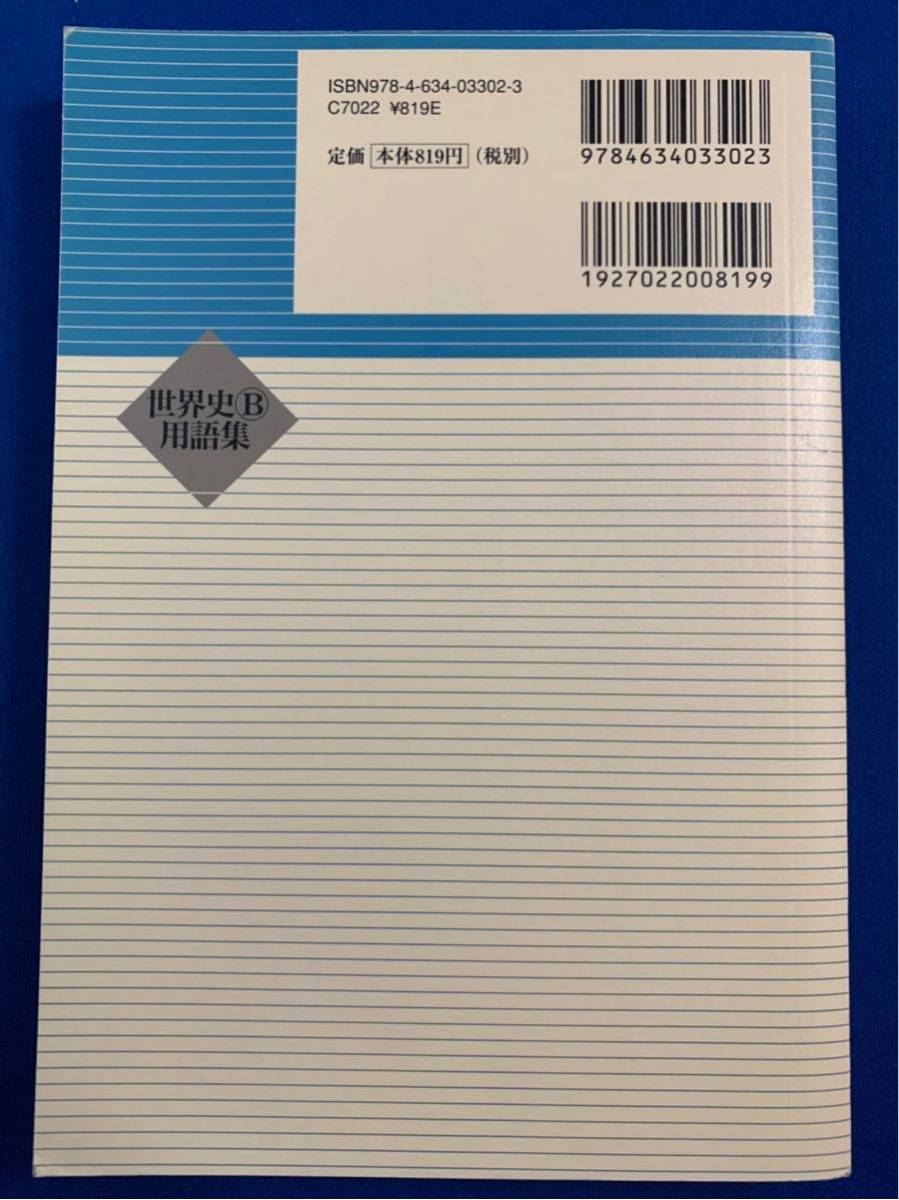 ISBN978-4-634-03302-3
C7022 ¥819E
定価 本体819円 (税別)
9784634033023
1927022008199
世界史Ⓑ
用語集